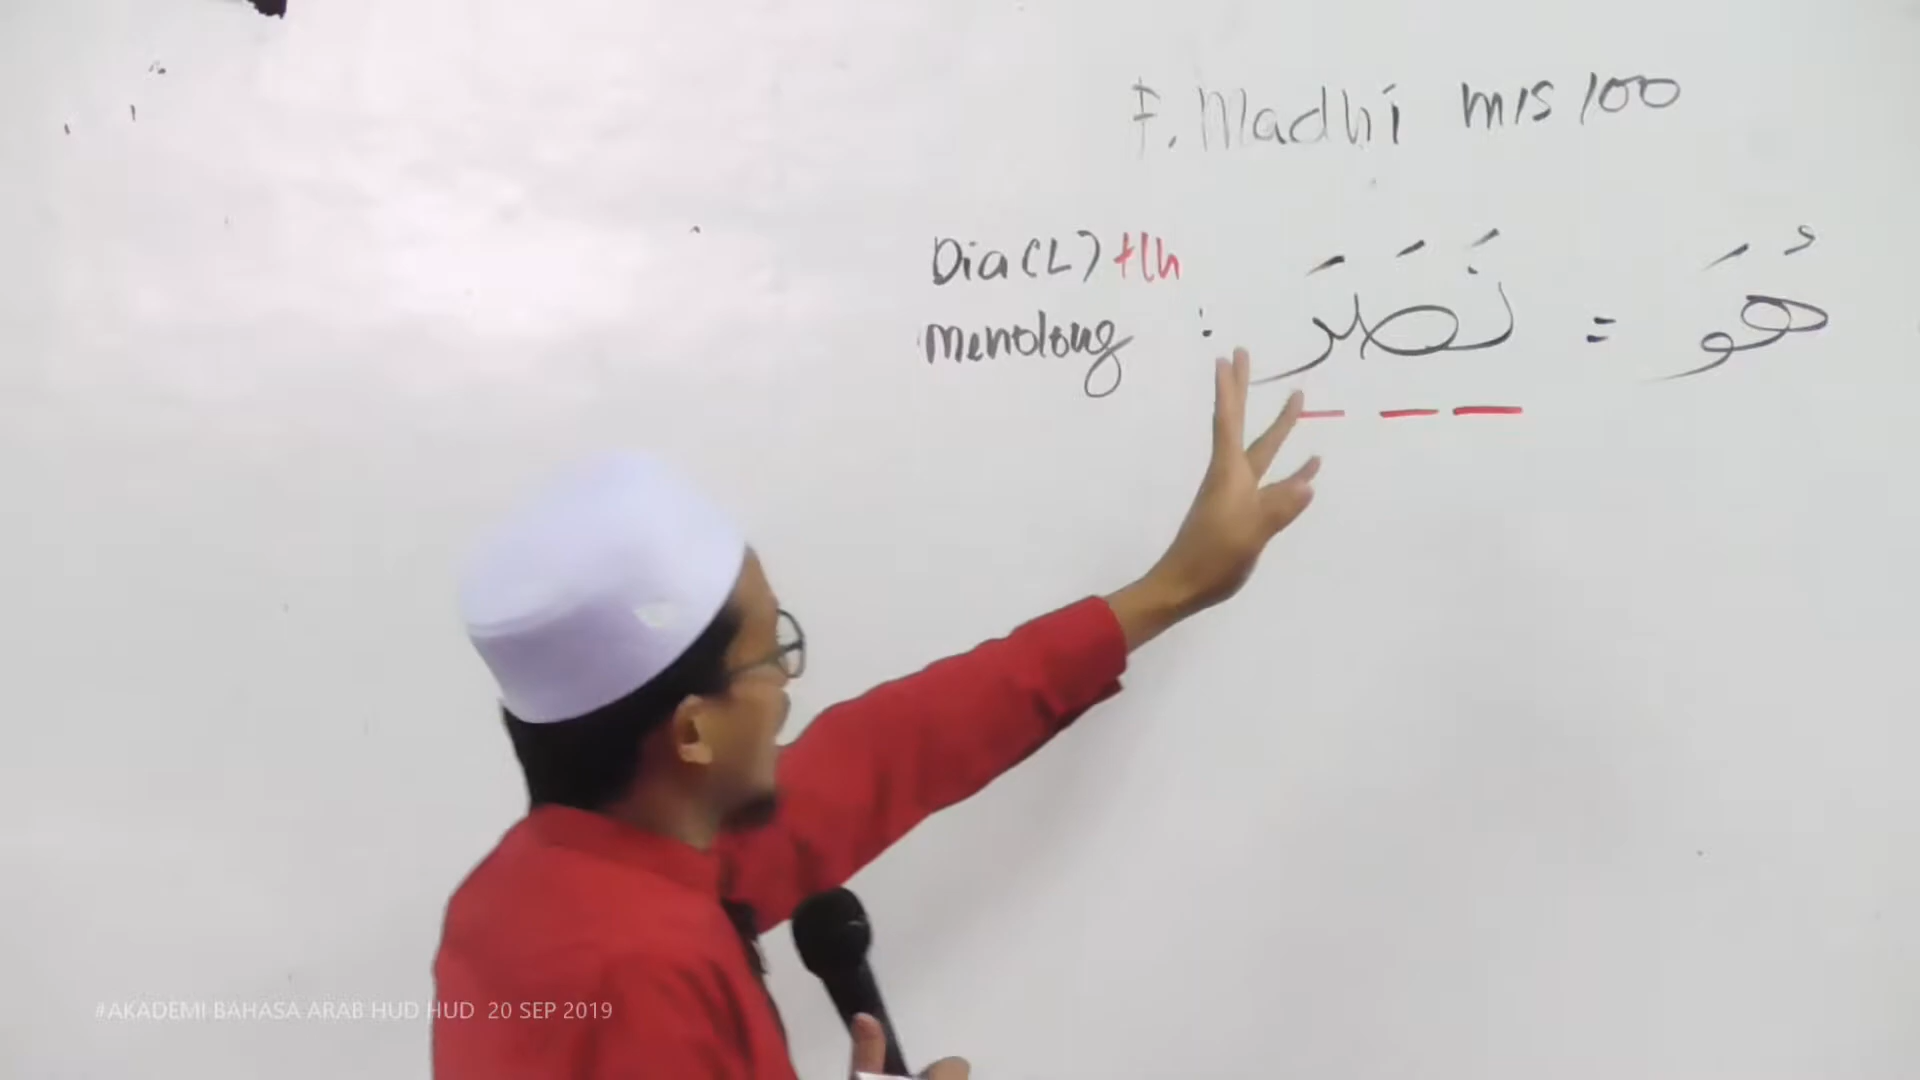 F. Madhi m/s 100
Dia (L) tlh
menolong : نَصَرَ = هُوَ
#AKADEMI BAHASA ARAB HUD HUD 20 SEP 2019